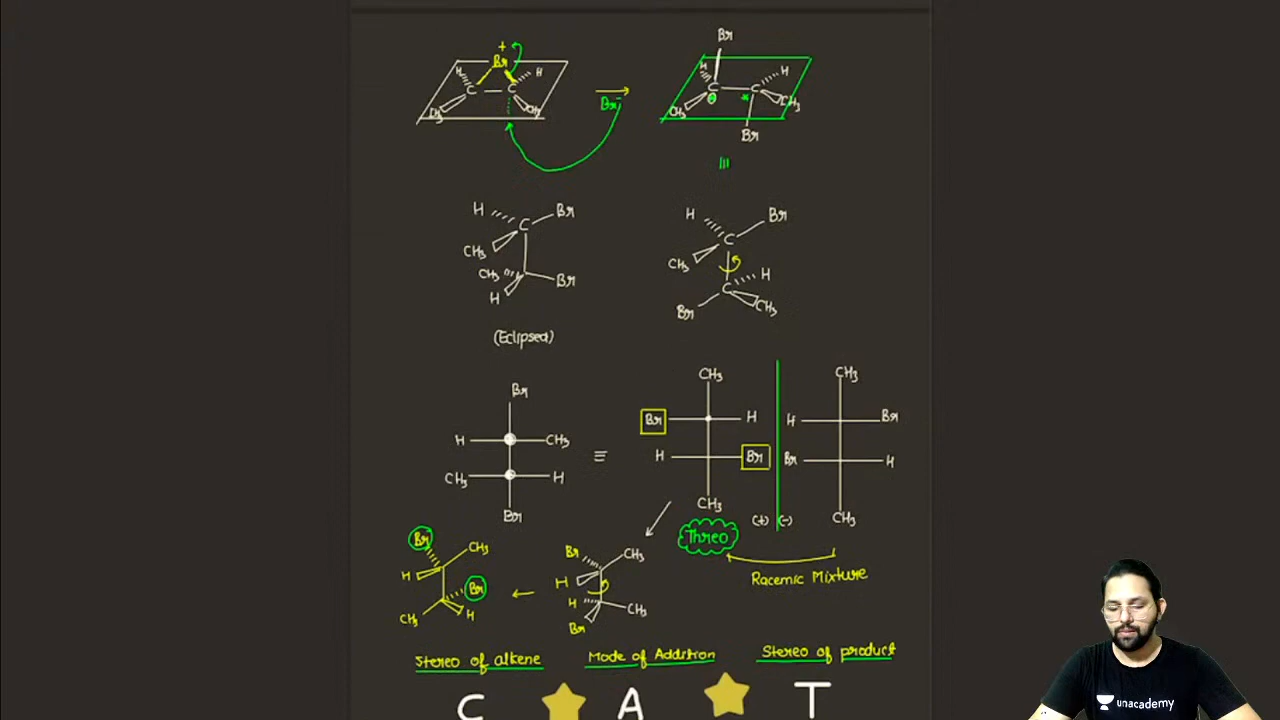 +
Br
H
H
C
C
CH3
CH3
Br⁻
Br
H
H
C
C
CH3
CH3
Br
H
Br
C
CH3
CH3
Br
H
(Eclipsed)
H
Br
C
CH3
H
C
Br
CH3
Br
H
CH3
CH3
H
Br
≡
CH3
Br
H
H
Br
CH3
Threo
(+)
(-)
CH3
H
Br
Br
H
CH3
Racemic Mixture
Br
CH3
H
Br
CH3
H
Br
CH3
H
H
CH3
Br
Stereo of alkene
Mode of Addition
Stereo of product
C
A
T
unacademy